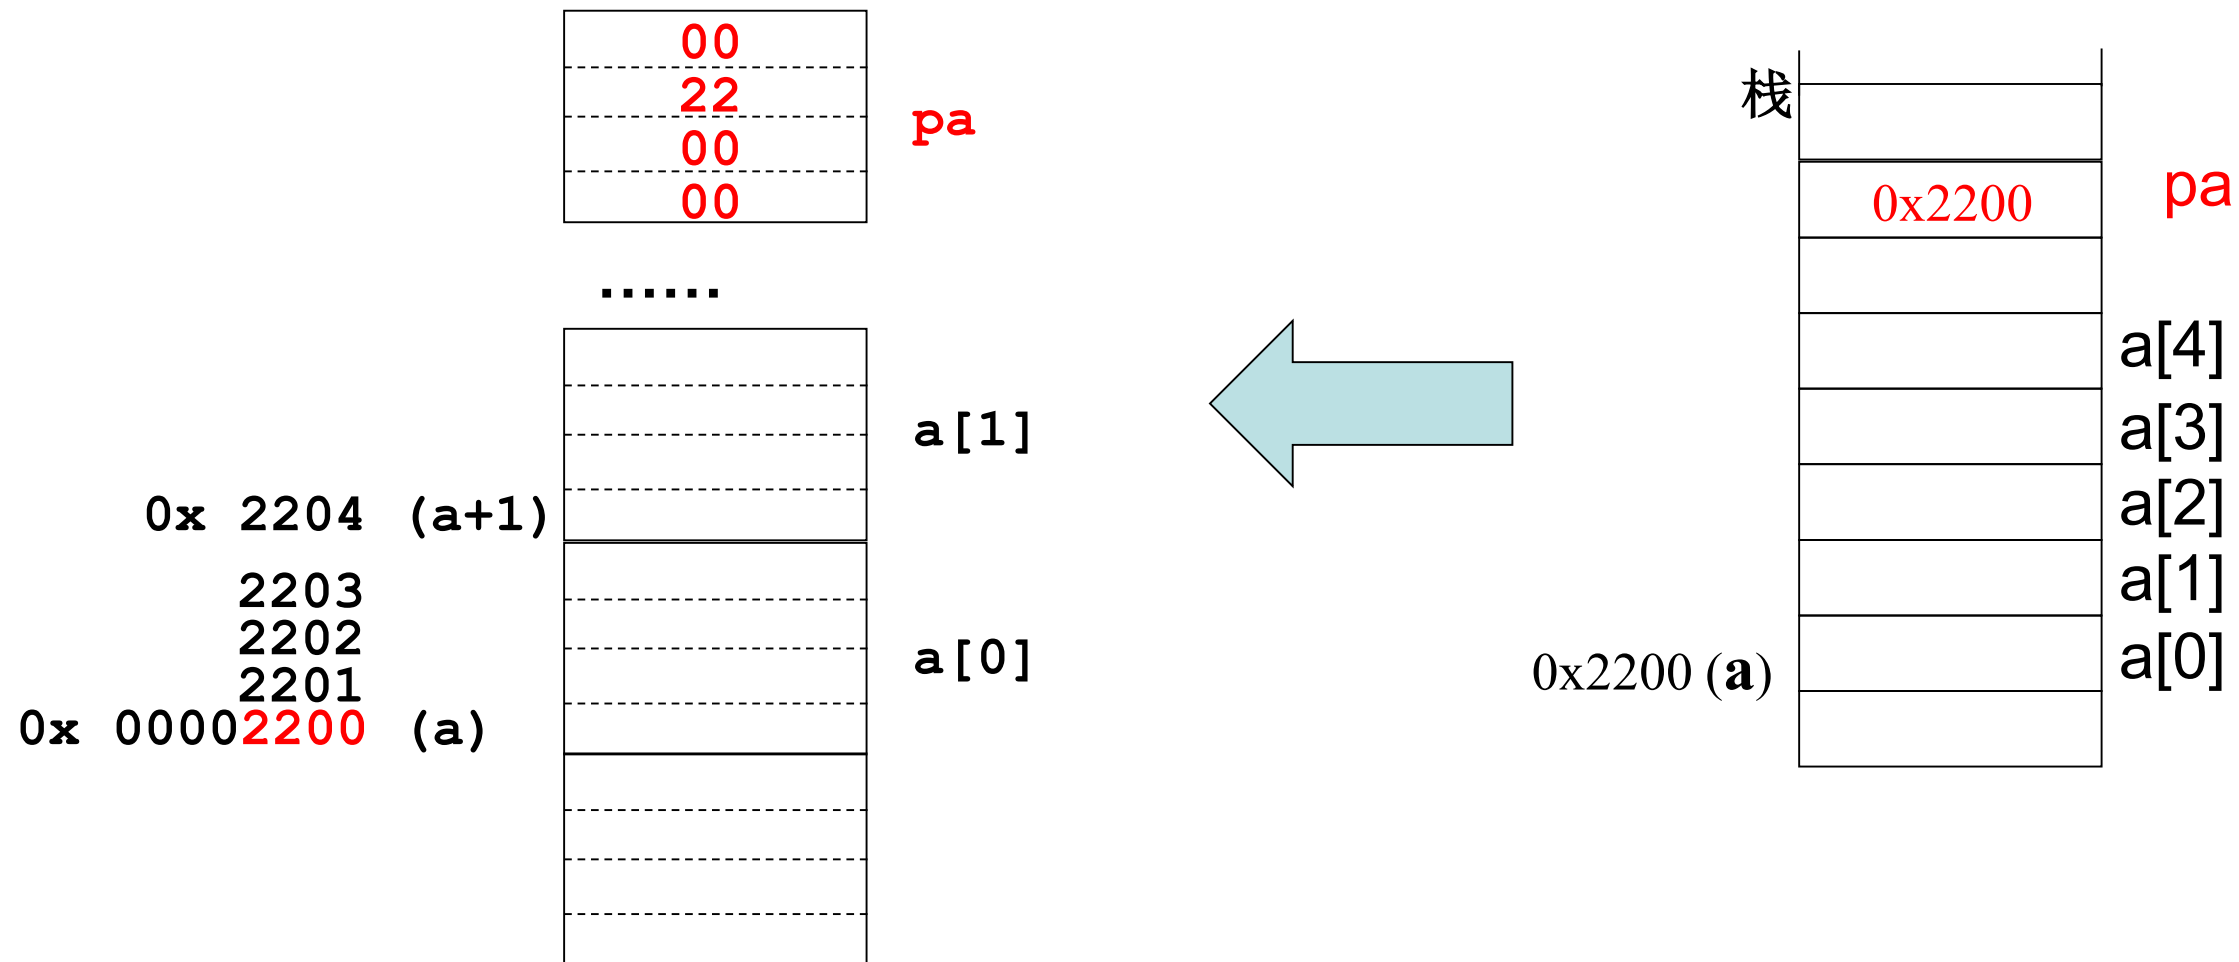 00
22
00
00
pa
......
a[1]
0x 2204 (a+1)
2203
2202
2201
0x 00002200 (a)
a[0]
栈
0x2200
pa
a[4]
a[3]
a[2]
a[1]
a[0]
0x2200 (a)